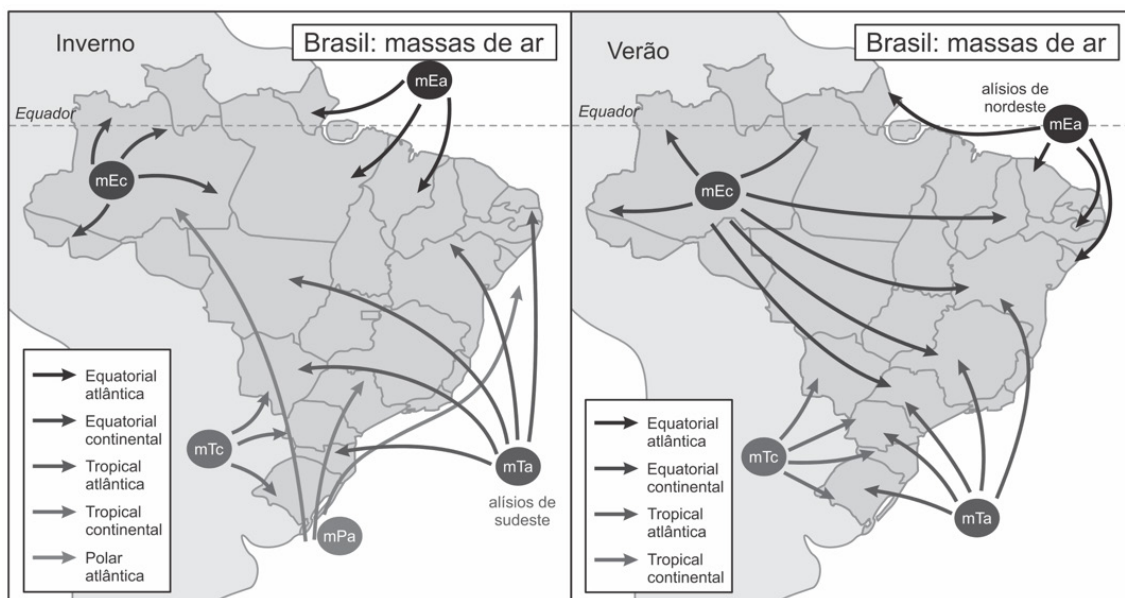 Inverno
Brasil: massas de ar
mEa
Equador
mEc
mTc
mTa
alísios de
sudeste
mPa
Equatorial
atlântica
Equatorial
continental
Tropical
atlântica
Tropical
continental
Polar
atlântica
Verão
Brasil: massas de ar
alísios de
nordeste
Equador
mEa
mEc
mTc
mTa
Equatorial
atlântica
Equatorial
continental
Tropical
atlântica
Tropical
continental